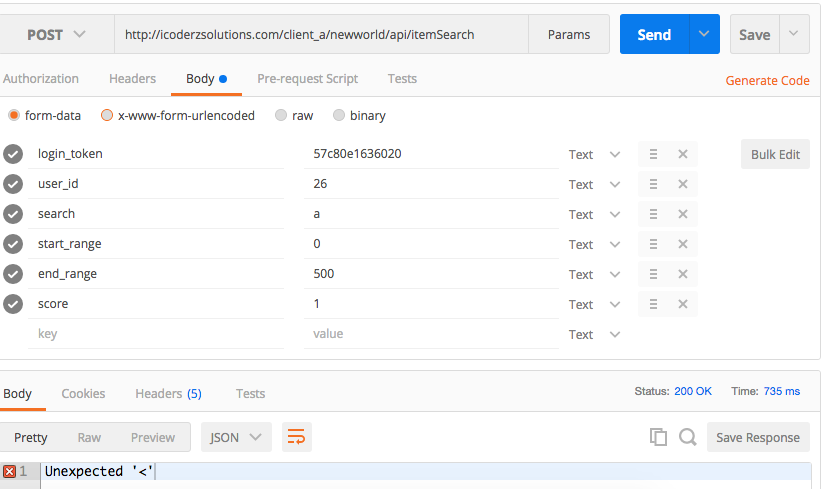 POST http://icoderzsolutions.com/client_a/newworld/api/itemSearch Params Send Save
Authorization Headers Body Pre-request Script Tests Generate Code
form-data x-www-form-urlencoded raw binary
login_token 57c80e1636020 Text Bulk Edit
user_id 26 Text
search a Text
start_range 0 Text
end_range 500 Text
score 1 Text
key value Text
Body Cookies Headers (5) Tests Status: 200 OK Time: 735 ms
Pretty Raw Preview JSON Save Response
1 Unexpected '<'